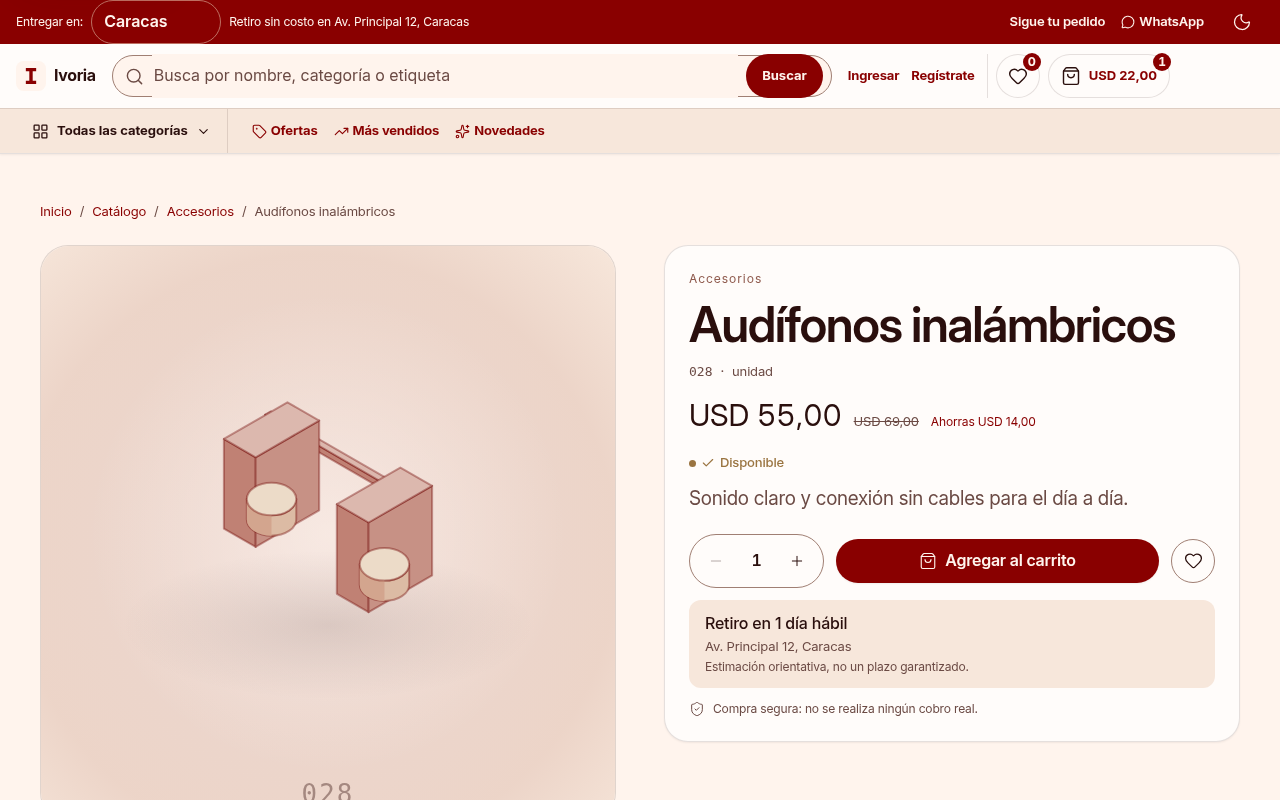 Entregar en: Caracas Retiro sin costo en Av. Principal 12, Caracas Sigue tu pedido WhatsApp
I Ivoria Busca por nombre, categoría o etiqueta Buscar Ingresar Regístrate 0 USD 22,00 1
Todas las categorías Ofertas Más vendidos Novedades
Inicio / Catálogo / Accesorios / Audífonos inalámbricos
Accesorios
Audífonos inalámbricos
028 · unidad
USD 55,00 USD 69,00 Ahorras USD 14,00
Disponible
Sonido claro y conexión sin cables para el día a día.
− 1 + Agregar al carrito
Retiro en 1 día hábil
Av. Principal 12, Caracas
Estimación orientativa, no un plazo garantizado.
Compra segura: no se realiza ningún cobro real.
028